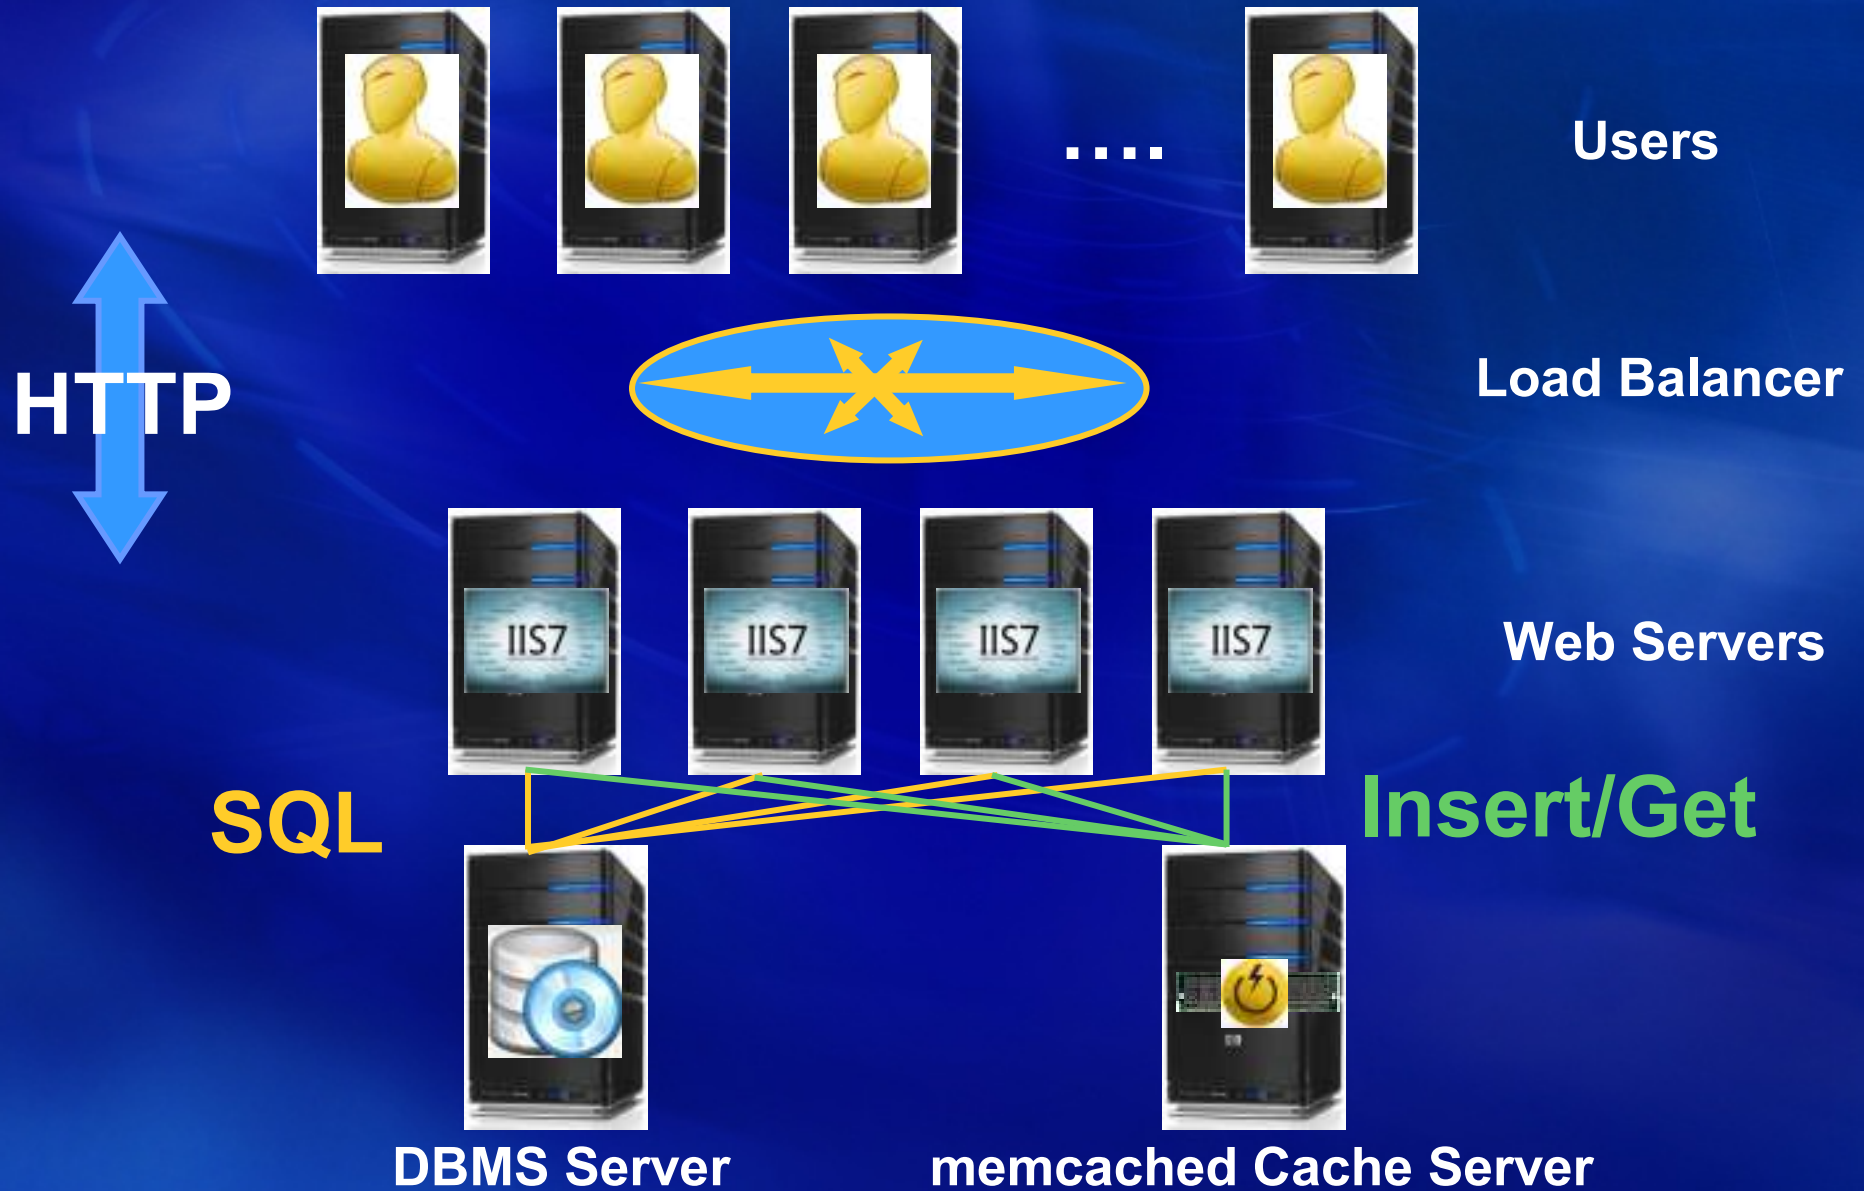 ....
Users
HTTP
Load Balancer
IIS7
IIS7
IIS7
IIS7
Web Servers
SQL
Insert/Get
DBMS Server
memcached Cache Server